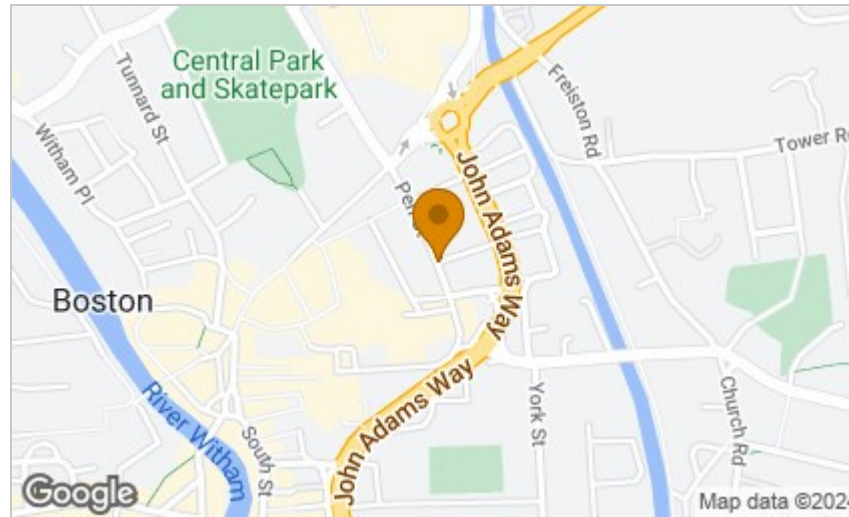 Central Park
and Skatepark
Tunnard St
Witham Pl
Freiston Rd
Tower Rd
John Adams Way
Boston
River Witham
South St
John Adams Way
York St
Church Rd
Google
Map data ©2024